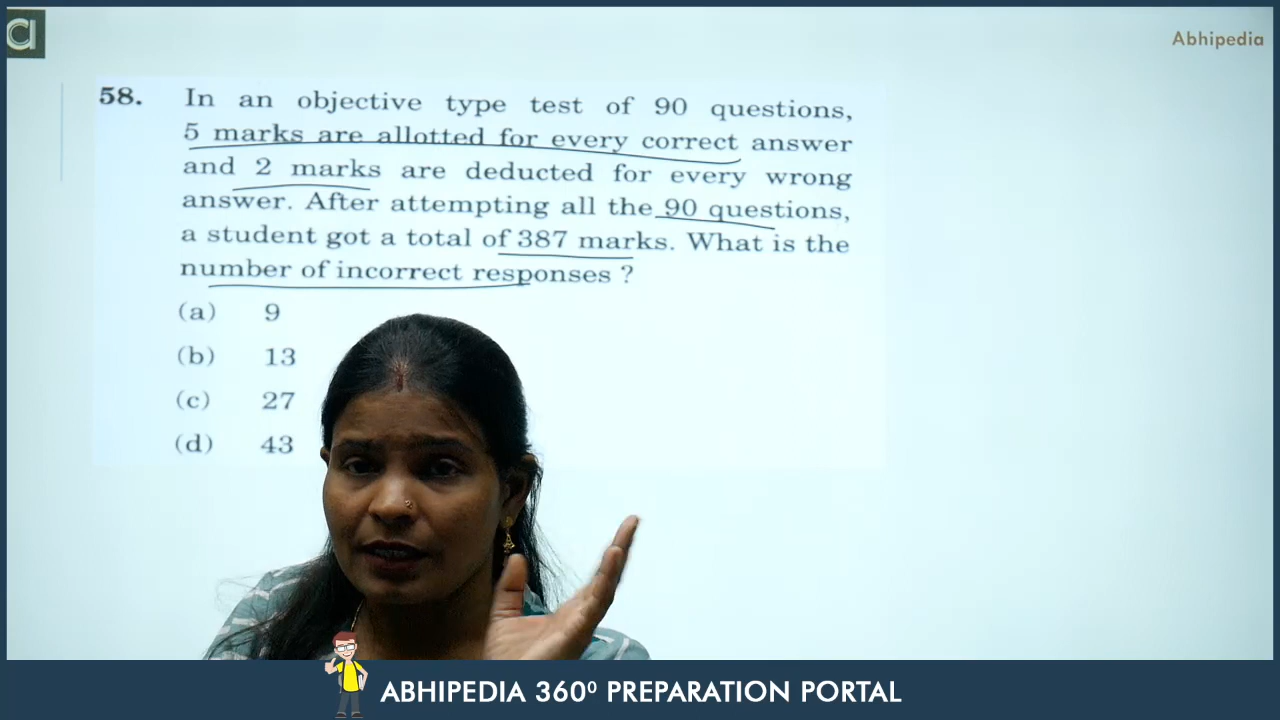 a
Abhipedia
58. In an objective type test of 90 questions,
5 marks are allotted for every correct answer
and 2 marks are deducted for every wrong
answer. After attempting all the 90 questions,
a student got a total of 387 marks. What is the
number of incorrect responses ?
(a) 9
(b) 13
(c) 27
(d) 43
ABHIPEDIA 360⁰ PREPARATION PORTAL